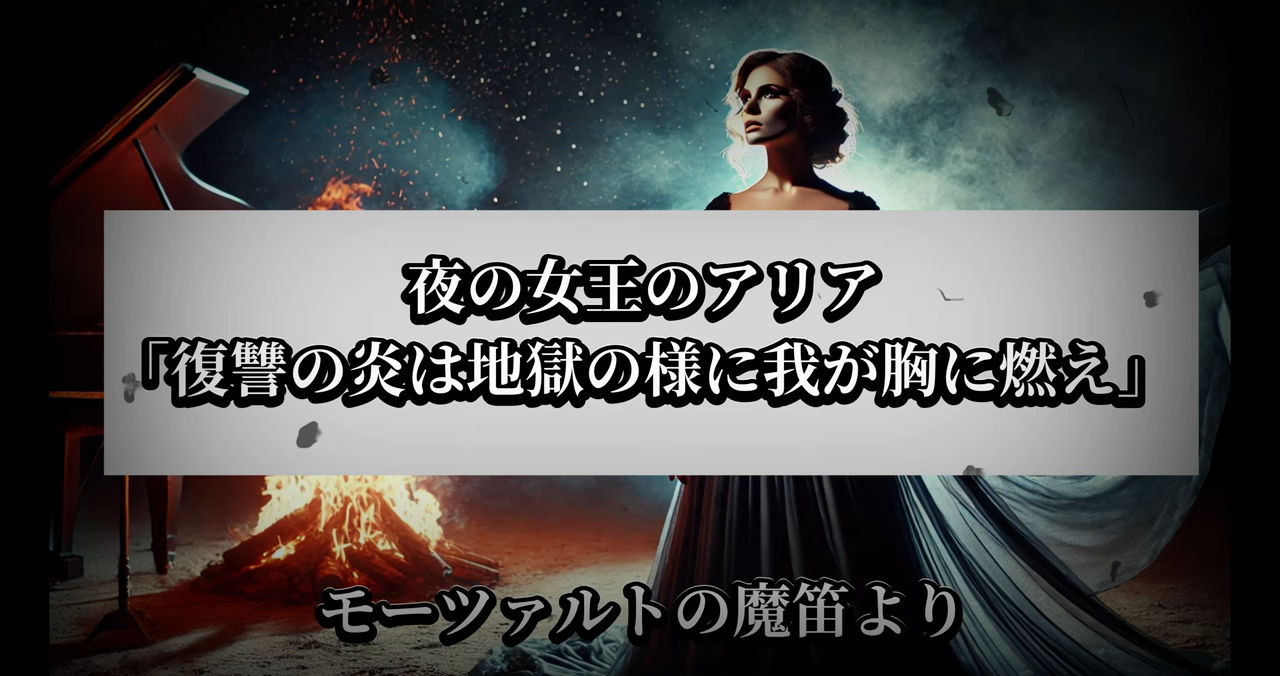 夜の女王のアリア
「復讐の炎は地獄の様に我が胸に燃え」
モーツァルトの魔笛より